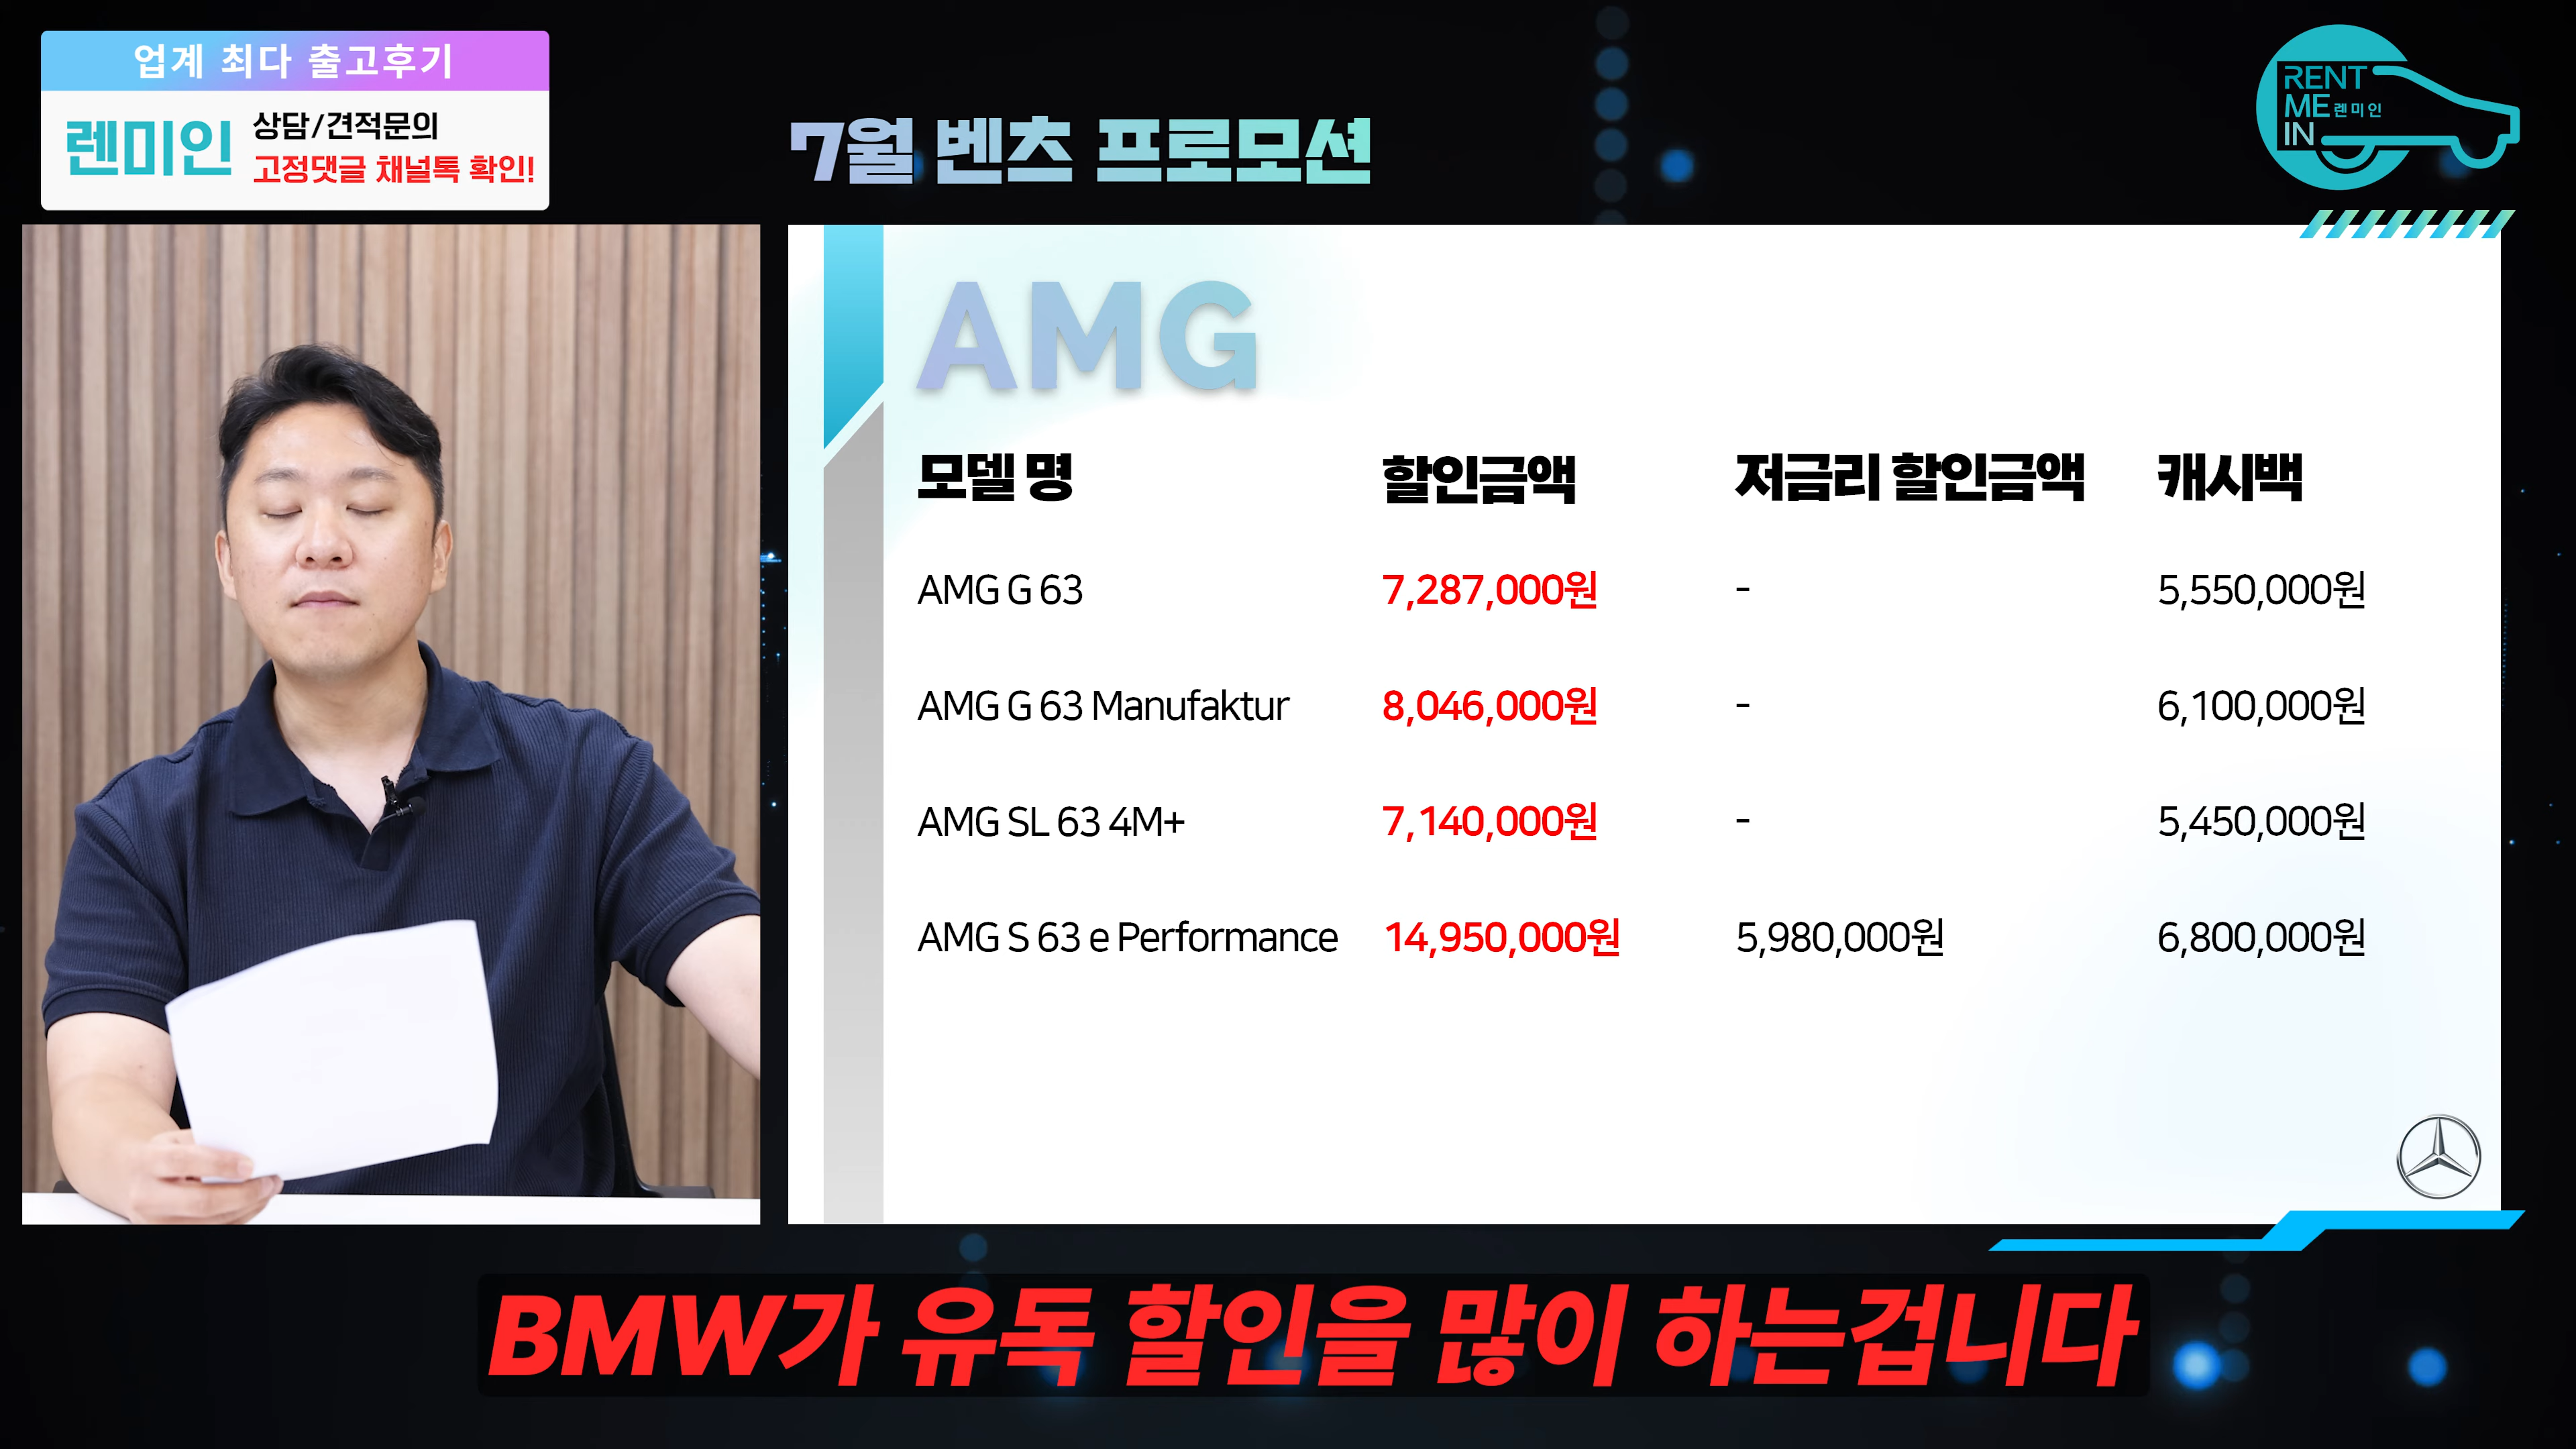 업계 최다 출고후기
렌미인
상담/견적문의
고정댓글 채널톡 확인!
7월 벤츠 프로모션
RENT
ME렌미인
IN
AMG
모델 명 할인금액 저금리 할인금액 캐시백
AMG G 63 7,287,000원 - 5,550,000원
AMG G 63 Manufaktur 8,046,000원 - 6,100,000원
AMG SL 63 4M+ 7,140,000원 - 5,450,000원
AMG S 63 e Performance 14,950,000원 5,980,000원 6,800,000원
BMW가 유독 할인을 많이 하는겁니다